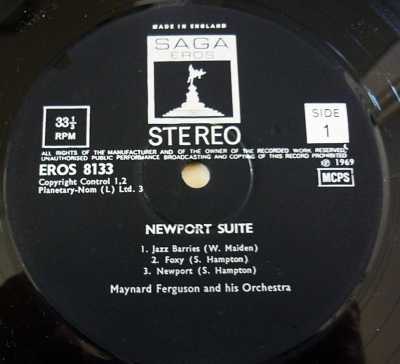 MADE IN ENGLAND
SAGA
EROS
33⅓
RPM
STEREO
SIDE
1
ALL RIGHTS OF THE MANUFACTURER AND OF THE OWNER OF THE RECORDED WORK RESERVED
UNAUTHORISED PUBLIC PERFORMANCE BROADCASTING AND COPYING OF THIS RECORD PROHIBITED
EROS 8133
Ⓟ 1969
Copyright Control 1,2
Planetary-Nom (L) Ltd. 3
MCPS
NEWPORT SUITE
1. Jazz Barries (W. Maiden)
2. Foxy (S. Hampton)
3. Newport (S. Hampton)
Maynard Ferguson and his Orchestra